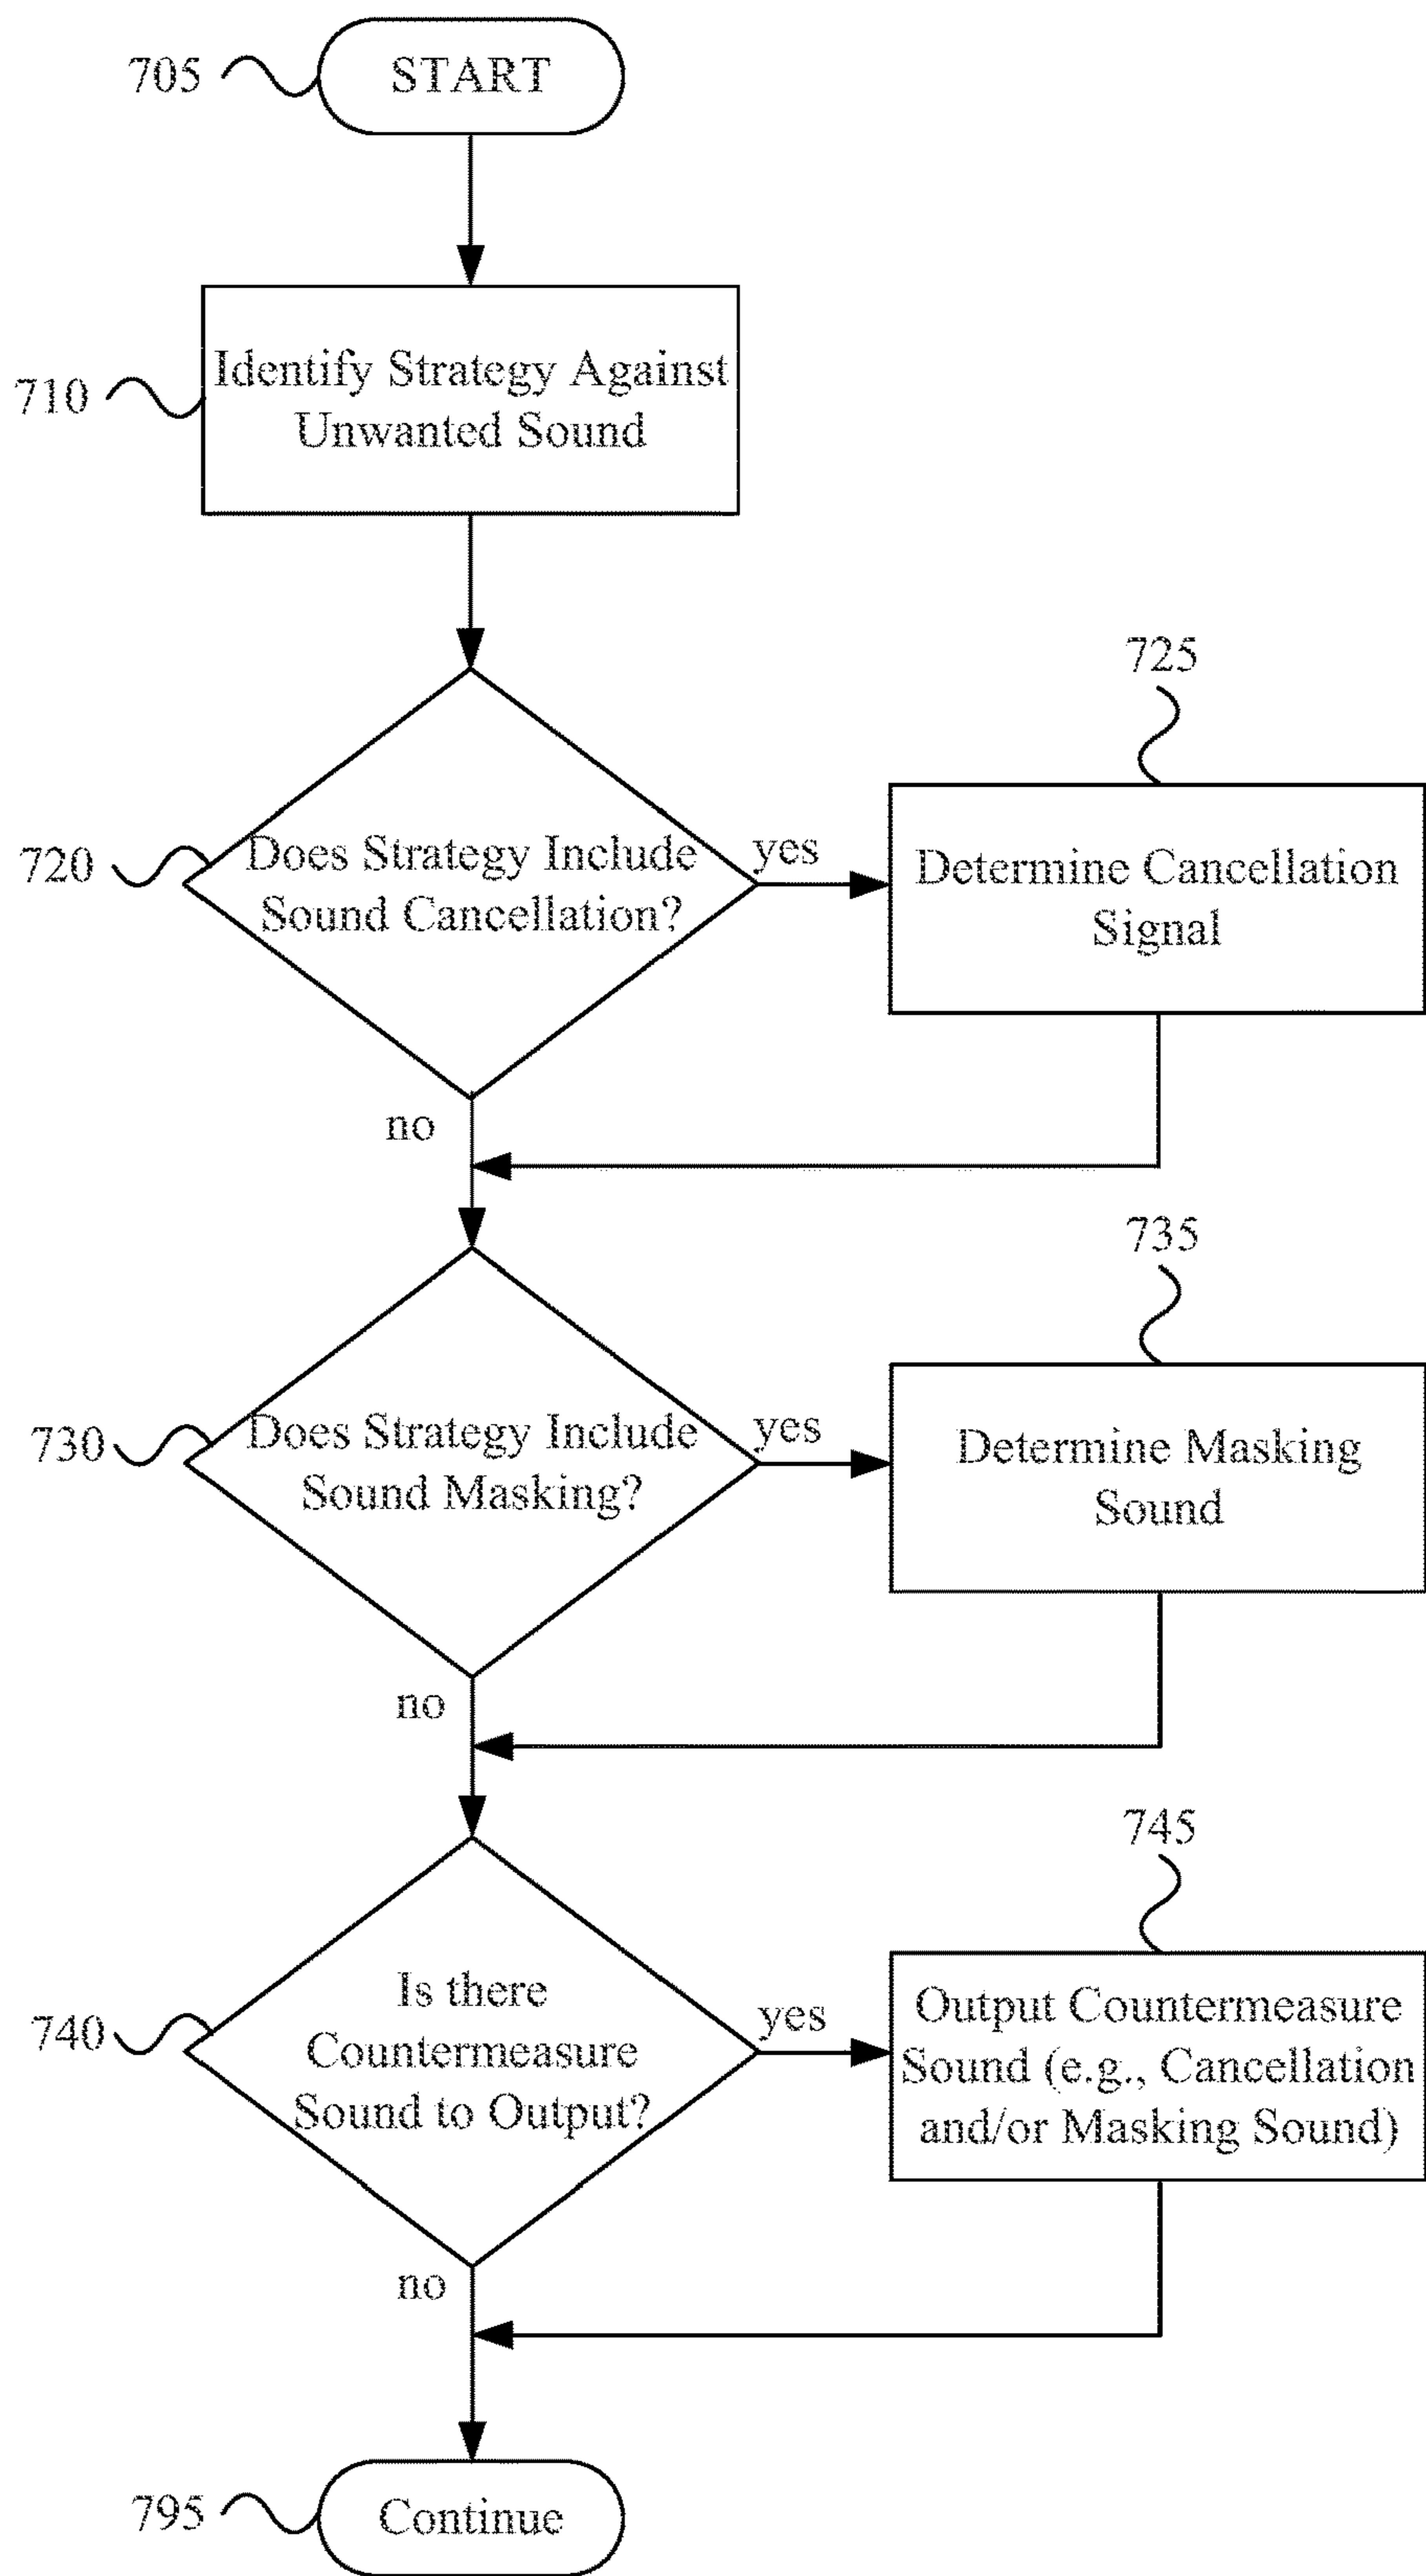 705
START
710
Identify Strategy Against
Unwanted Sound
725
720
Does Strategy Include
Sound Cancellation?
yes
Determine Cancellation
Signal
no
735
730
Does Strategy Include
Sound Masking?
yes
Determine Masking
Sound
no
745
740
Is there
Countermeasure
Sound to Output?
yes
Output Countermeasure
Sound (e.g., Cancellation
and/or Masking Sound)
no
795
Continue